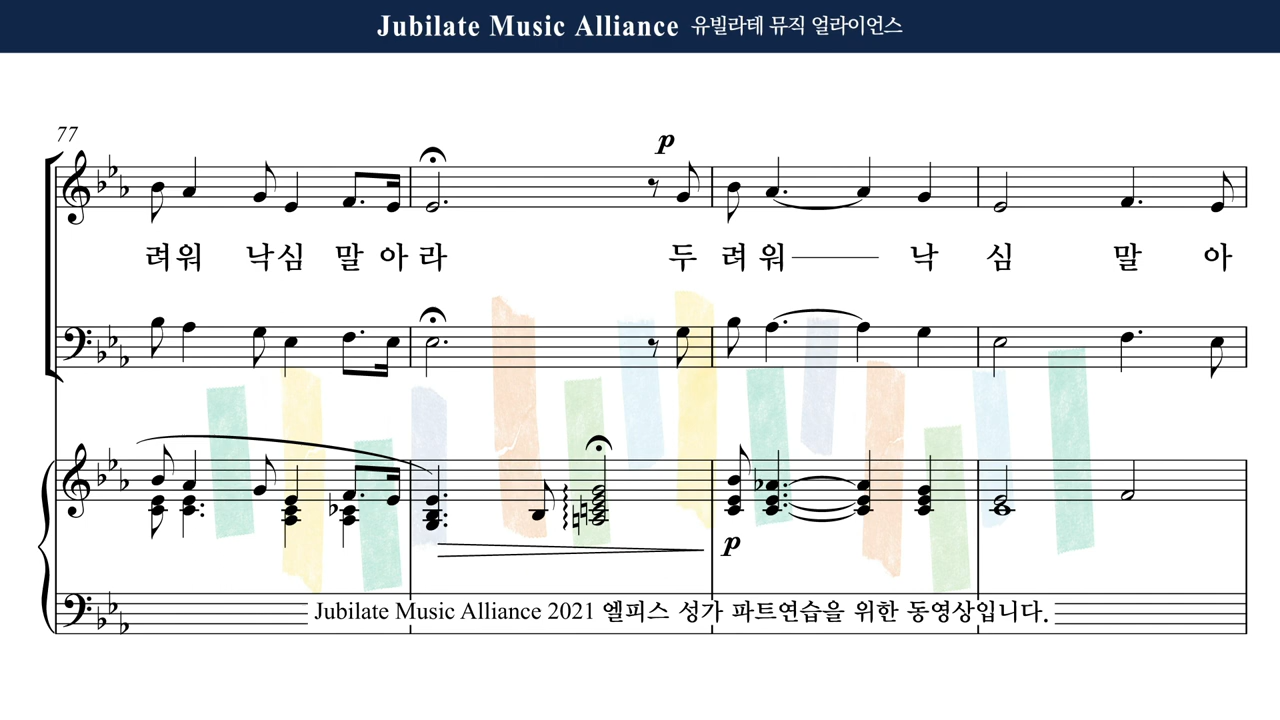 Jubilate Music Alliance 유빌라테 뮤직 얼라이언스
77
p
려워 낙심 말 아 라 두 려 워 낙 심 말 아
p
Jubilate Music Alliance 2021 엘피스 성가 파트연습을 위한 동영상입니다.